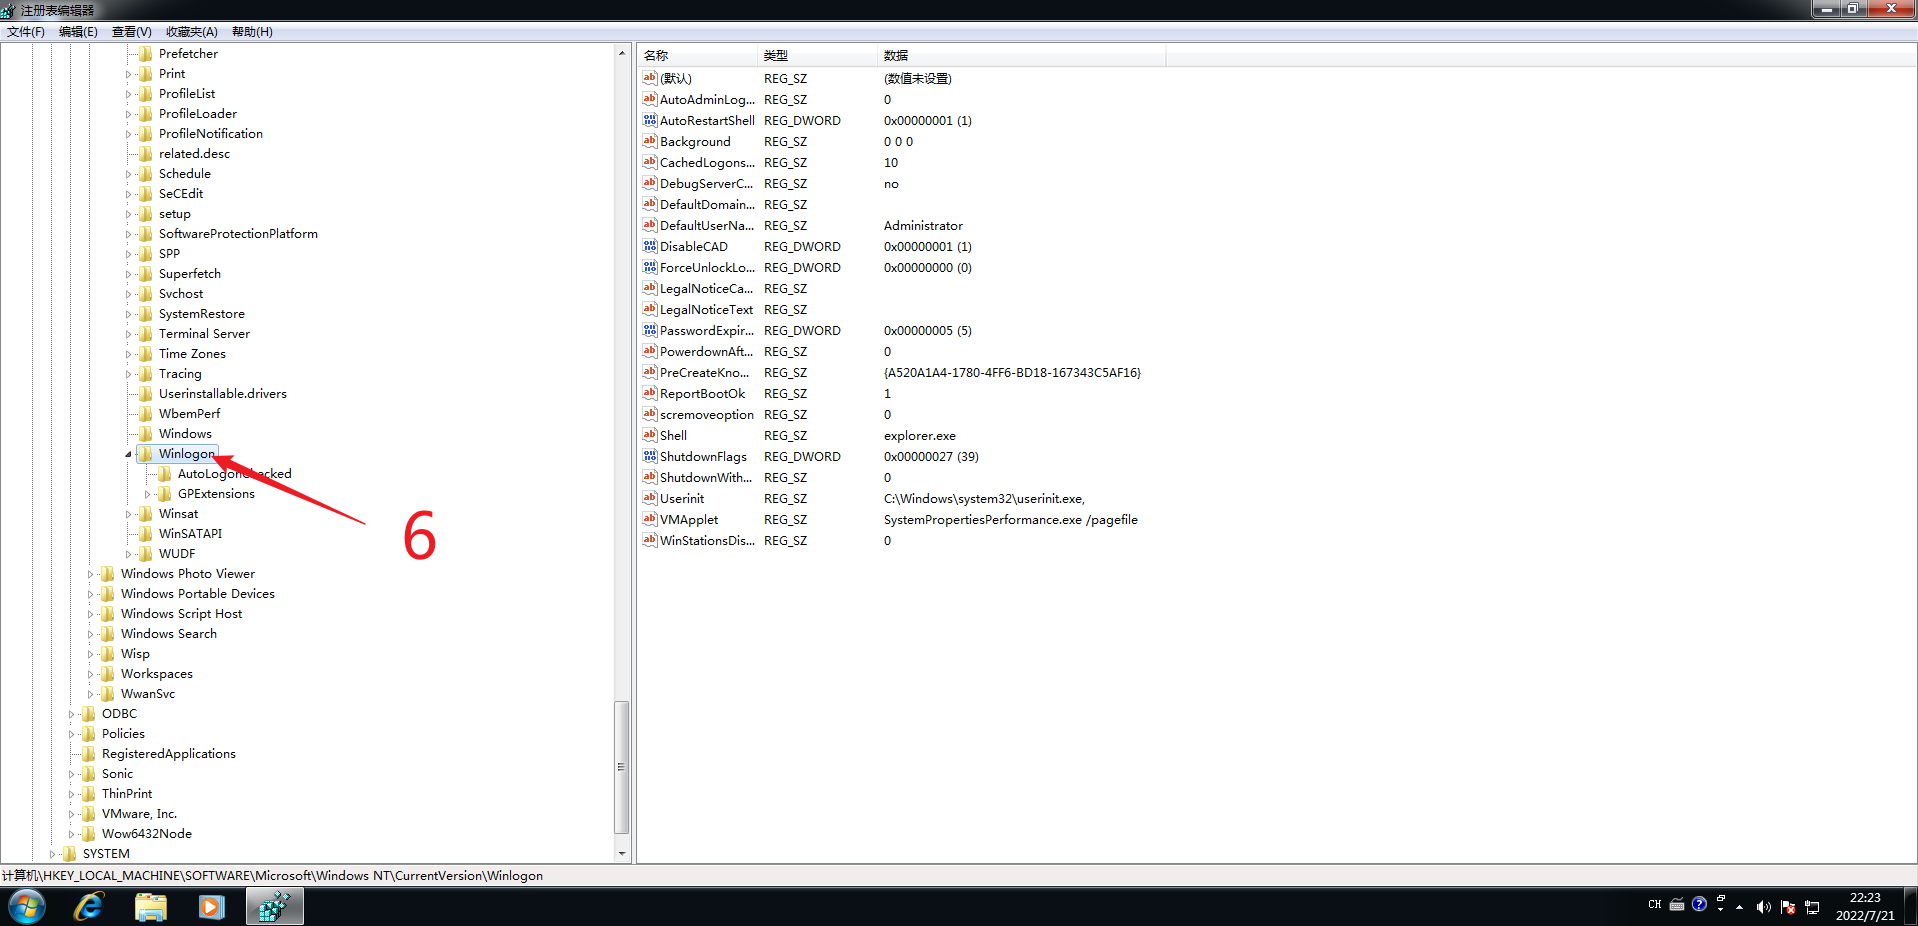 注册表编辑器
文件(F) 编辑(E) 查看(V) 收藏夹(A) 帮助(H)
Prefetcher
Print
ProfileList
ProfileLoader
ProfileNotification
related.desc
Schedule
SeCEdit
setup
SoftwareProtectionPlatform
SPP
Superfetch
Svchost
SystemRestore
Terminal Server
Time Zones
Tracing
Userinstallable.drivers
WbemPerf
Windows
Winlogon
AutoLogonChecked
GPExtensions
Winsat
WinSATAPI
WUDF
Windows Photo Viewer
Windows Portable Devices
Windows Script Host
Windows Search
Wisp
Workspaces
WwanSvc
ODBC
Policies
RegisteredApplications
Sonic
ThinPrint
VMware, Inc.
Wow6432Node
SYSTEM
6
名称 类型 数据
(默认) REG_SZ (数值未设置)
AutoAdminLog... REG_SZ 0
AutoRestartShell REG_DWORD 0x00000001 (1)
Background REG_SZ 0 0 0
CachedLogons... REG_SZ 10
DebugServerC... REG_SZ no
DefaultDomain... REG_SZ
DefaultUserNa... REG_SZ Administrator
DisableCAD REG_DWORD 0x00000001 (1)
ForceUnlockLo... REG_DWORD 0x00000000 (0)
LegalNoticeCa... REG_SZ
LegalNoticeText REG_SZ
PasswordExpir... REG_DWORD 0x00000005 (5)
PowerdownAft... REG_SZ 0
PreCreateKno... REG_SZ {A520A1A4-1780-4FF6-BD18-167343C5AF16}
ReportBootOk REG_SZ 1
scremoveoption REG_SZ 0
Shell REG_SZ explorer.exe
ShutdownFlags REG_DWORD 0x00000027 (39)
ShutdownWith... REG_SZ 0
Userinit REG_SZ C:\Windows\system32\userinit.exe,
VMApplet REG_SZ SystemPropertiesPerformance.exe /pagefile
WinStationsDis... REG_SZ 0
计算机\HKEY_LOCAL_MACHINE\SOFTWARE\Microsoft\Windows NT\CurrentVersion\Winlogon
CH
22:23
2022/7/21